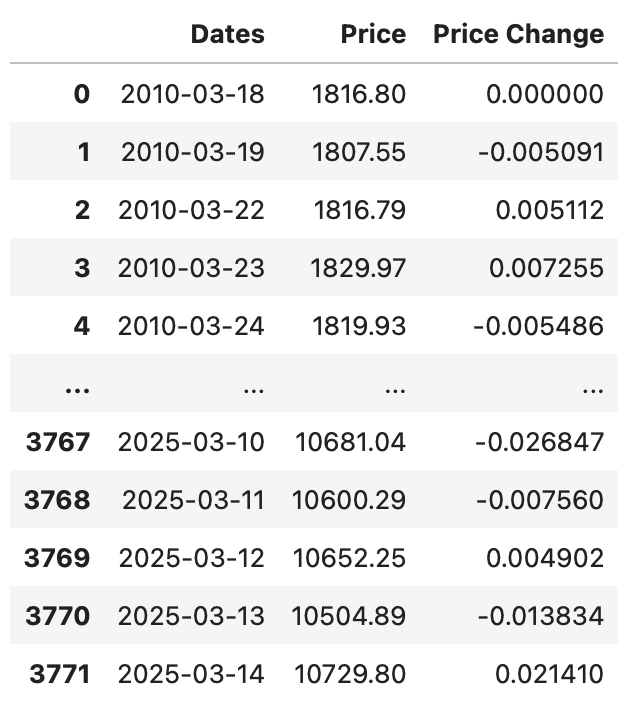 Dates Price Price Change
0 2010-03-18 1816.80 0.000000
1 2010-03-19 1807.55 -0.005091
2 2010-03-22 1816.79 0.005112
3 2010-03-23 1829.97 0.007255
4 2010-03-24 1819.93 -0.005486
... ... ... ...
3767 2025-03-10 10681.04 -0.026847
3768 2025-03-11 10600.29 -0.007560
3769 2025-03-12 10652.25 0.004902
3770 2025-03-13 10504.89 -0.013834
3771 2025-03-14 10729.80 0.021410